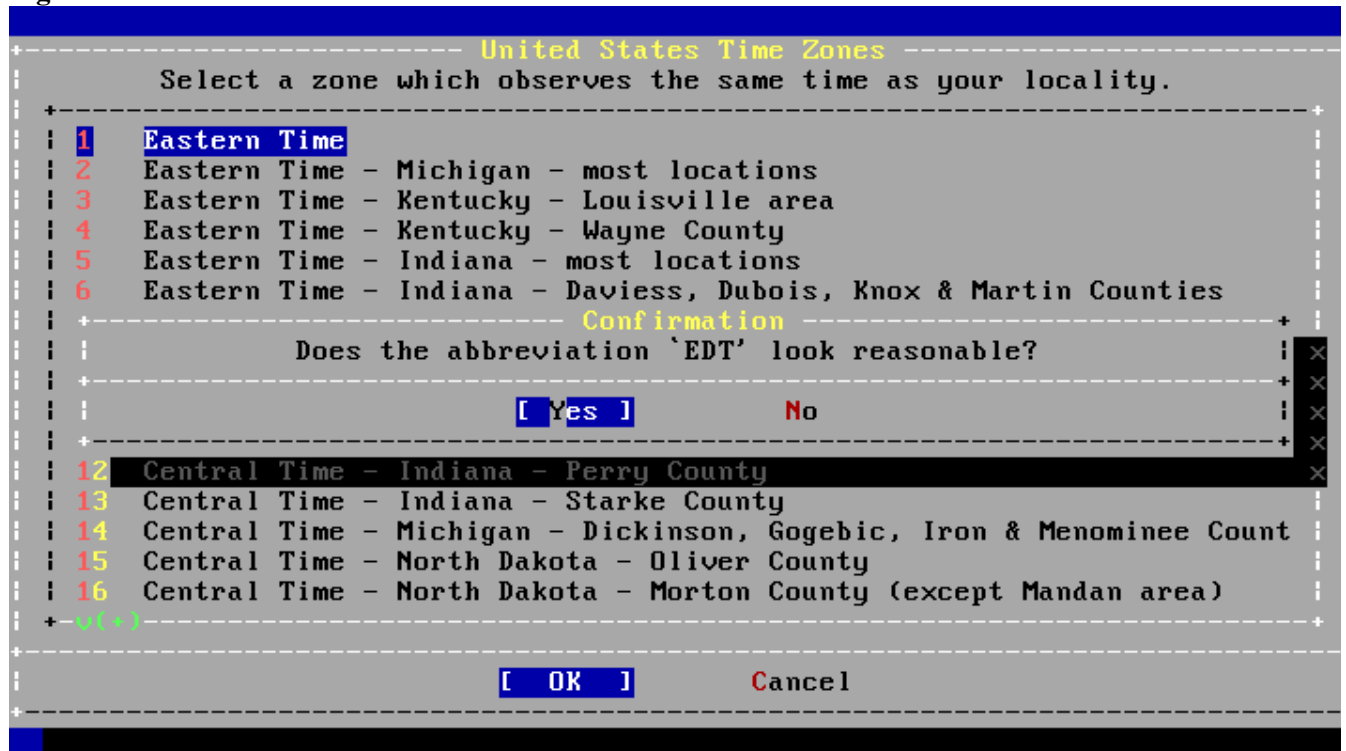 United States Time Zones
Select a zone which observes the same time as your locality.
1 Eastern Time
2 Eastern Time - Michigan - most locations
3 Eastern Time - Kentucky - Louisville area
4 Eastern Time - Kentucky - Wayne County
5 Eastern Time - Indiana - most locations
6 Eastern Time - Indiana - Daviess, Dubois, Knox & Martin Counties
Confirmation
Does the abbreviation `EDT' look reasonable?
[ Yes ] No
12 Central Time - Indiana - Perry County
13 Central Time - Indiana - Starke County
14 Central Time - Michigan - Dickinson, Gogebic, Iron & Menominee Count
15 Central Time - North Dakota - Oliver County
16 Central Time - North Dakota - Morton County (except Mandan area)
v(+)
[ OK ] Cancel